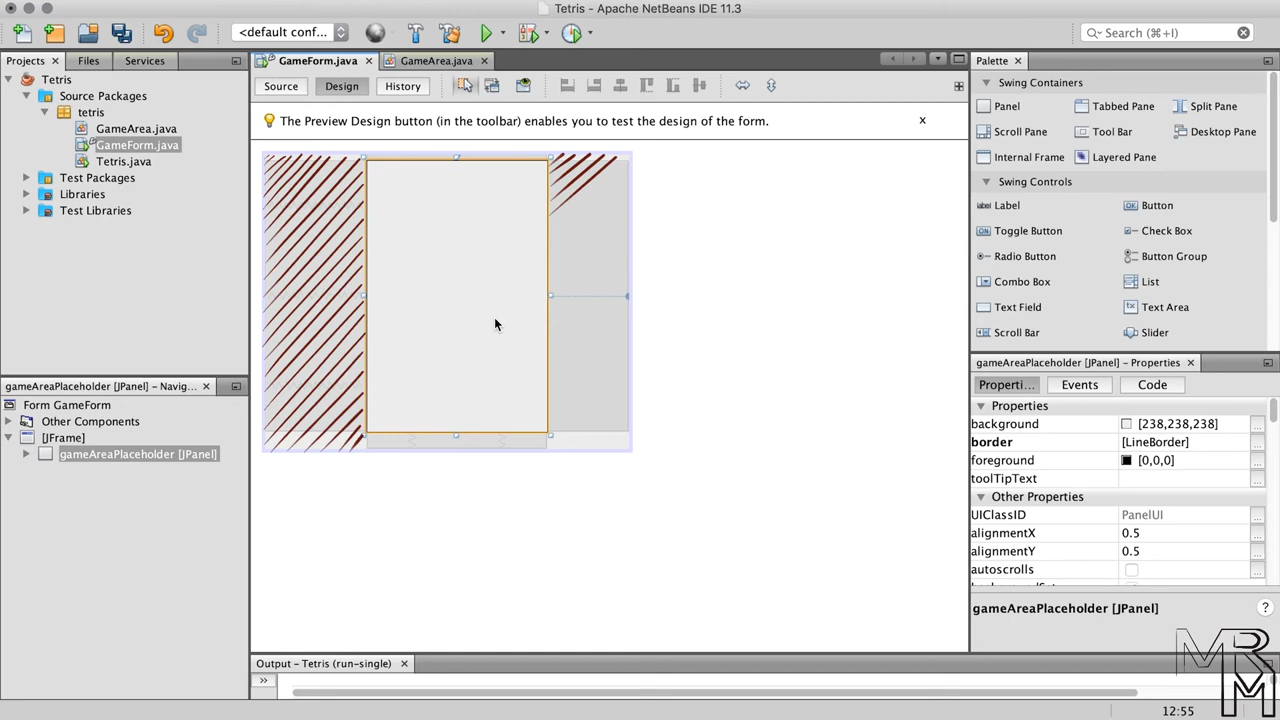 Tetris - Apache NetBeans IDE 11.3
<default conf...
Search (⌘+I)
Projects
Files
Services
GameForm.java
GameArea.java
Palette
Tetris
Source Packages
tetris
GameArea.java
GameForm.java
Tetris.java
Test Packages
Libraries
Test Libraries
Source
Design
History
The Preview Design button (in the toolbar) enables you to test the design of the form.
x
Swing Containers
Panel
Tabbed Pane
Split Pane
Scroll Pane
Tool Bar
Desktop Pane
Internal Frame
Layered Pane
Swing Controls
Label
Button
Toggle Button
Check Box
Radio Button
Button Group
Combo Box
List
Text Field
Text Area
Scroll Bar
Slider
gameAreaPlaceholder [JPanel] - Navig...
Form GameForm
Other Components
[JFrame]
gameAreaPlaceholder [JPanel]
gameAreaPlaceholder [JPanel] - Properties
Properti...
Events
Code
Properties
background [238,238,238]
border [LineBorder]
foreground [0,0,0]
toolTipText
Other Properties
UIClassID PanelUI
alignmentX 0.5
alignmentY 0.5
autoscrolls
gameAreaPlaceholder [JPanel]
?
Output - Tetris (run-single)
12:55